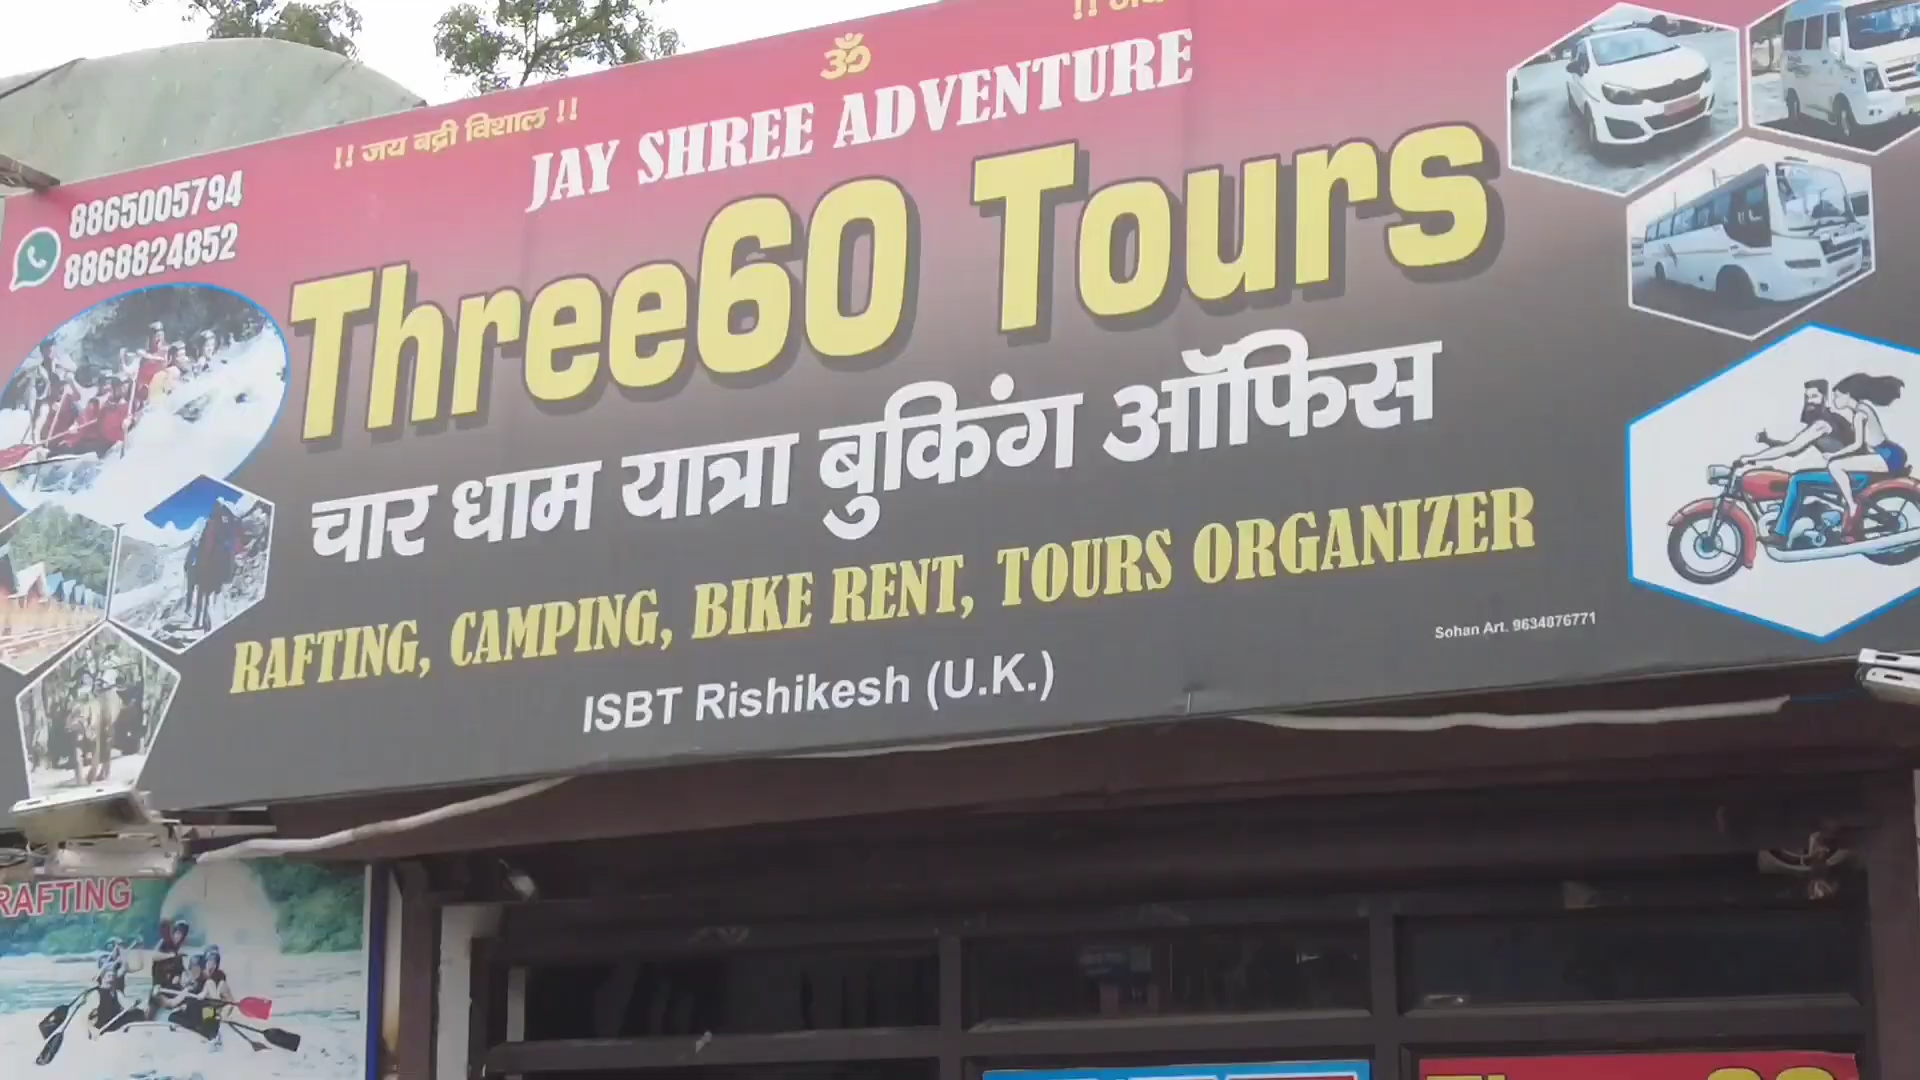 ॐ
!! जय बद्री विशाल !!
JAY SHREE ADVENTURE
8865005794
8868824852
Three60 Tours
चार धाम यात्रा बुकिंग ऑफिस
RAFTING, CAMPING, BIKE RENT, TOURS ORGANIZER
Sohan Art. 9634876771
ISBT Rishikesh (U.K.)
RAFTING